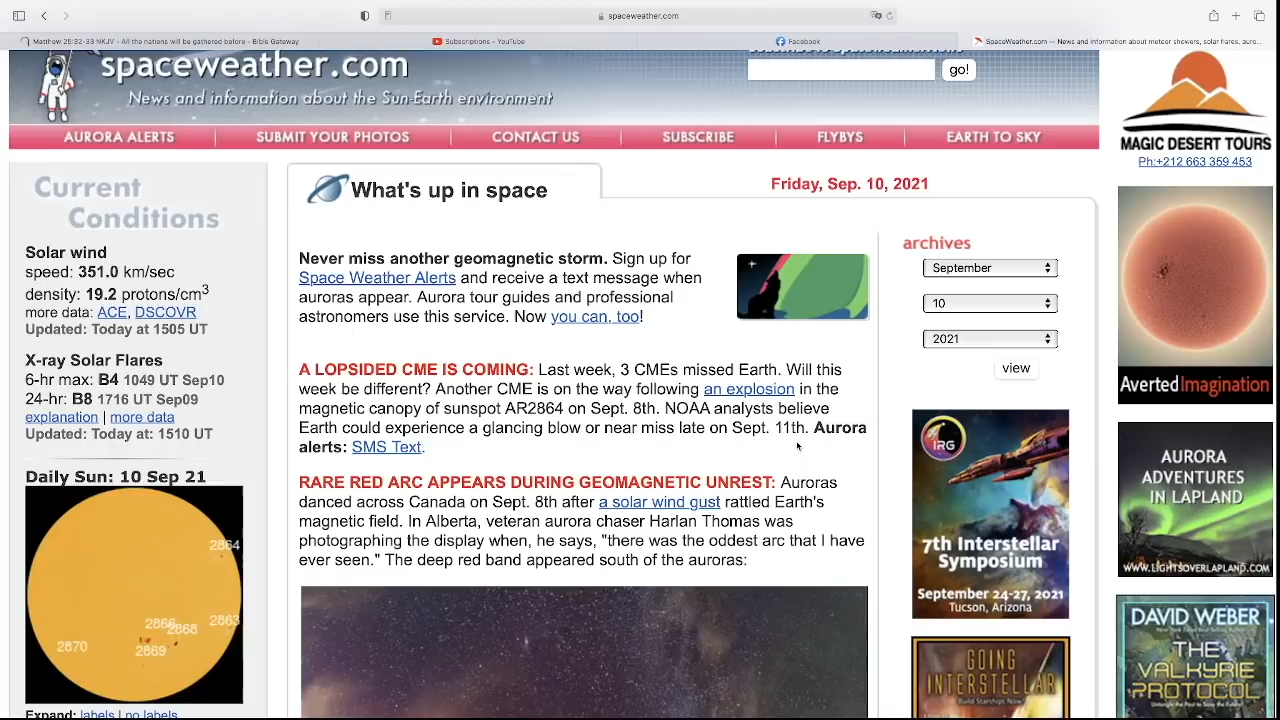 spaceweather.com
Matthew 25:32-33 NKJV - All the nations will be gathered before - Bible Gateway
Subscriptions - YouTube
Facebook
SpaceWeather.com -- News and information about meteor showers, solar flares, auro...
spaceweather.com
News and information about the Sun-Earth environment
go!
AURORA ALERTS
SUBMIT YOUR PHOTOS
CONTACT US
SUBSCRIBE
FLYBYS
EARTH TO SKY
Current
Conditions
Solar wind
speed: 351.0 km/sec
density: 19.2 protons/cm3
more data: ACE, DSCOVR
Updated: Today at 1505 UT
X-ray Solar Flares
6-hr max: B4 1049 UT Sep10
24-hr: B8 1716 UT Sep09
explanation | more data
Updated: Today at: 1510 UT
Daily Sun: 10 Sep 21
2864
2863
2866
2868
2869
2870
Expand: labels | no labels
What's up in space
Friday, Sep. 10, 2021
Never miss another geomagnetic storm. Sign up for
Space Weather Alerts and receive a text message when
auroras appear. Aurora tour guides and professional
astronomers use this service. Now you can, too!
A LOPSIDED CME IS COMING: Last week, 3 CMEs missed Earth. Will this
week be different? Another CME is on the way following an explosion in the
magnetic canopy of sunspot AR2864 on Sept. 8th. NOAA analysts believe
Earth could experience a glancing blow or near miss late on Sept. 11th. Aurora
alerts: SMS Text.
RARE RED ARC APPEARS DURING GEOMAGNETIC UNREST: Auroras
danced across Canada on Sept. 8th after a solar wind gust rattled Earth's
magnetic field. In Alberta, veteran aurora chaser Harlan Thomas was
photographing the display when, he says, "there was the oddest arc that I have
ever seen." The deep red band appeared south of the auroras:
archives
September
10
2021
view
IRG
7th Interstellar
Symposium
September 24-27, 2021
Tucson, Arizona
GOING
INTERSTELLAR
Build Starships Now!
MAGIC DESERT TOURS
Ph:+212 663 359 453
AvertedImagination
AURORA
ADVENTURES
IN LAPLAND
WWW.LIGHTSOVERLAPLAND.COM
DAVID WEBER
THE
VALKYRIE
PROTOCOL